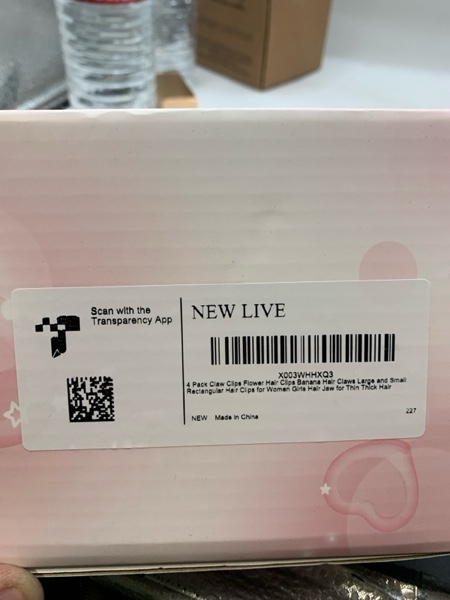 Scan with the
Transparency App
NEW LIVE
X003WHHXQ3
4 Pack Claw Clips Flower Hair Clips Banana Hair Claws Large and Small
Rectangular Hair Clips for Women Girls Hair Jaw for Thin Thick Hair
NEW Made in China
227